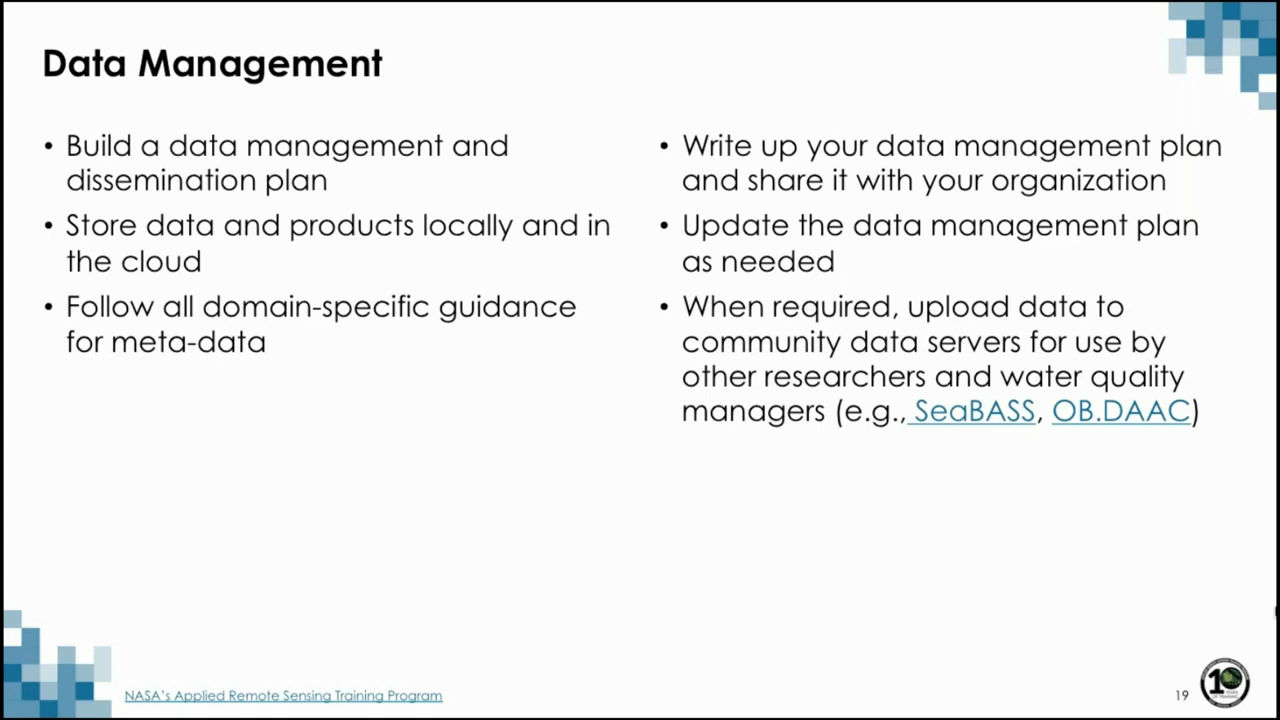 Data Management
• Build a data management and
dissemination plan
• Store data and products locally and in
the cloud
• Follow all domain-specific guidance
for meta-data
• Write up your data management plan
and share it with your organization
• Update the data management plan
as needed
• When required, upload data to
community data servers for use by
other researchers and water quality
managers (e.g., SeaBASS, OB.DAAC)
NASA's Applied Remote Sensing Training Program
19
10